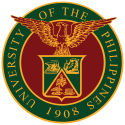 UNIVERSITY OF THE PHILIPPINES
1908